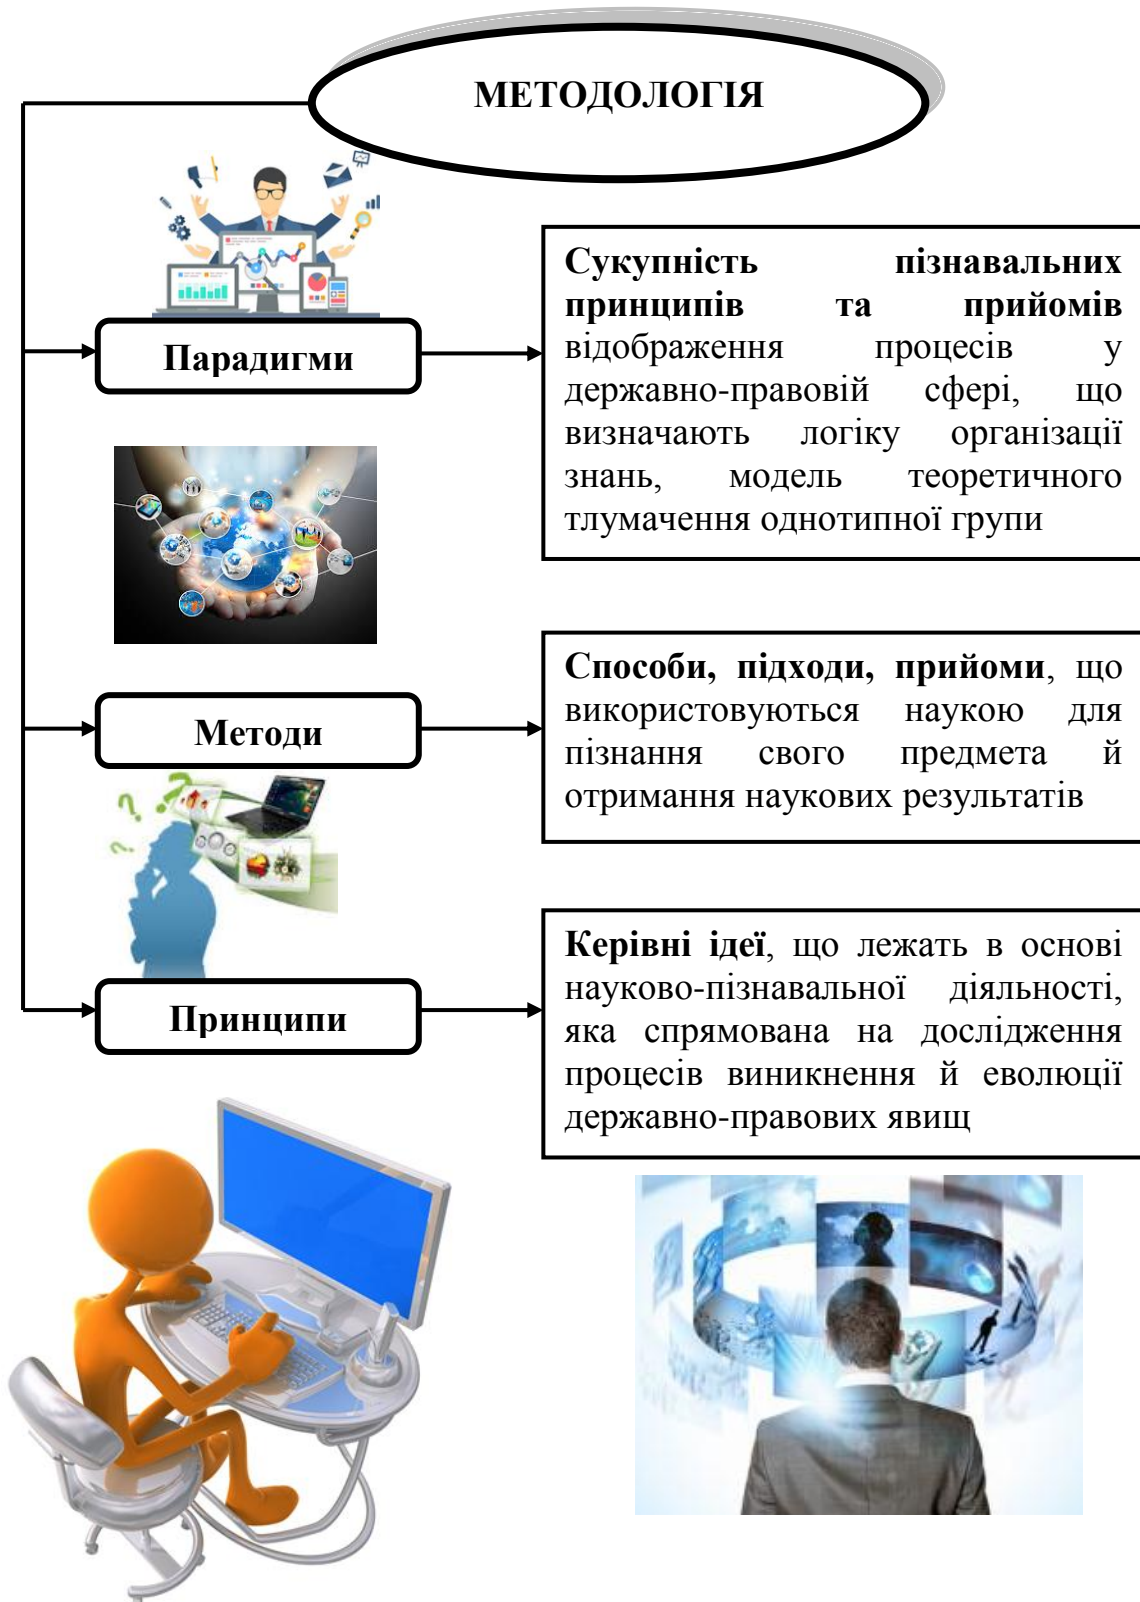 МЕТОДОЛОГІЯ
Парадигми
Сукупність пізнавальних
принципів та прийомів
відображення процесів у
державно-правовій сфері, що
визначають логіку організації
знань, модель теоретичного
тлумачення однотипної групи
Методи
Способи, підходи, прийоми, що
використовуються наукою для
пізнання свого предмета й
отримання наукових результатів
Принципи
Керівні ідеї, що лежать в основі
науково-пізнавальної діяльності,
яка спрямована на дослідження
процесів виникнення й еволюції
державно-правових явищ